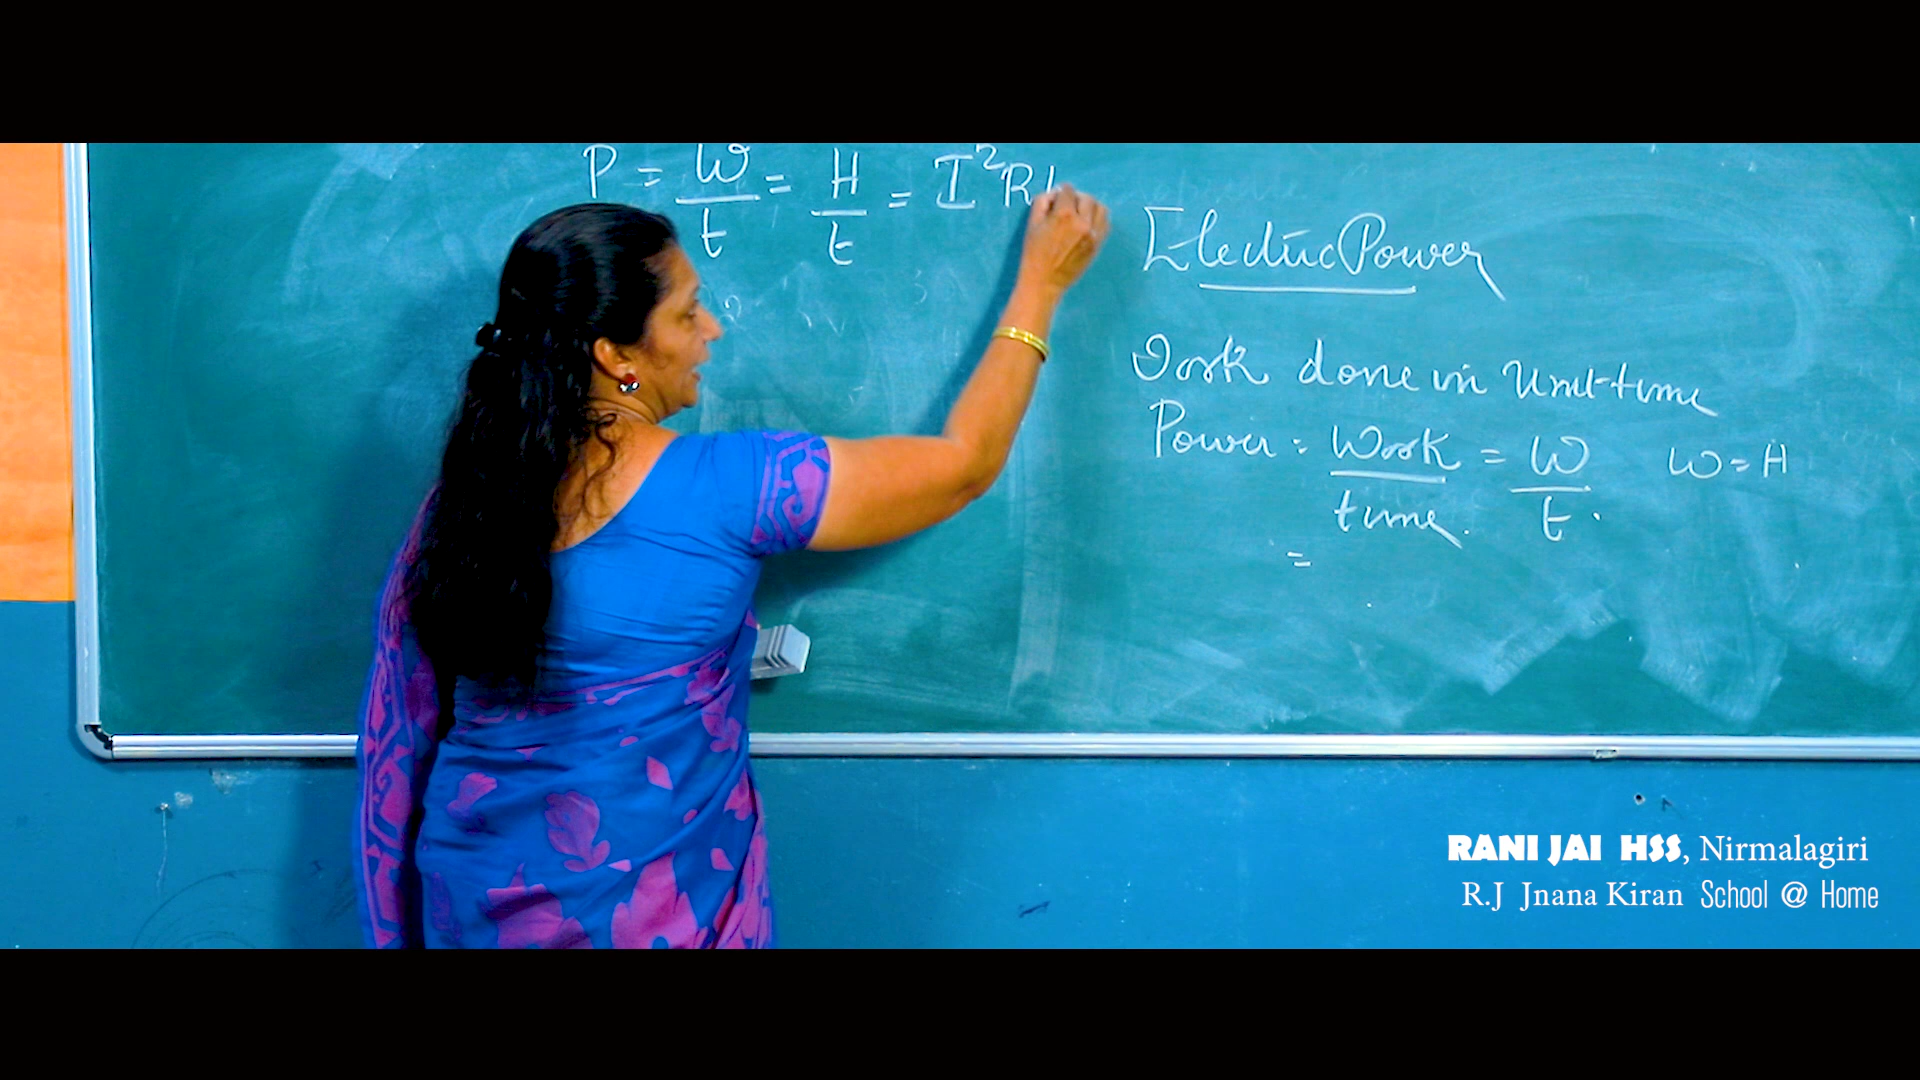 P = W/t = H/t = I²Rt
Electric Power
Work done in Unit time
Power = Work/time = W/t. W = H
=
RANI JAI HSS, Nirmalagiri
R.J Jnana Kiran School @ Home